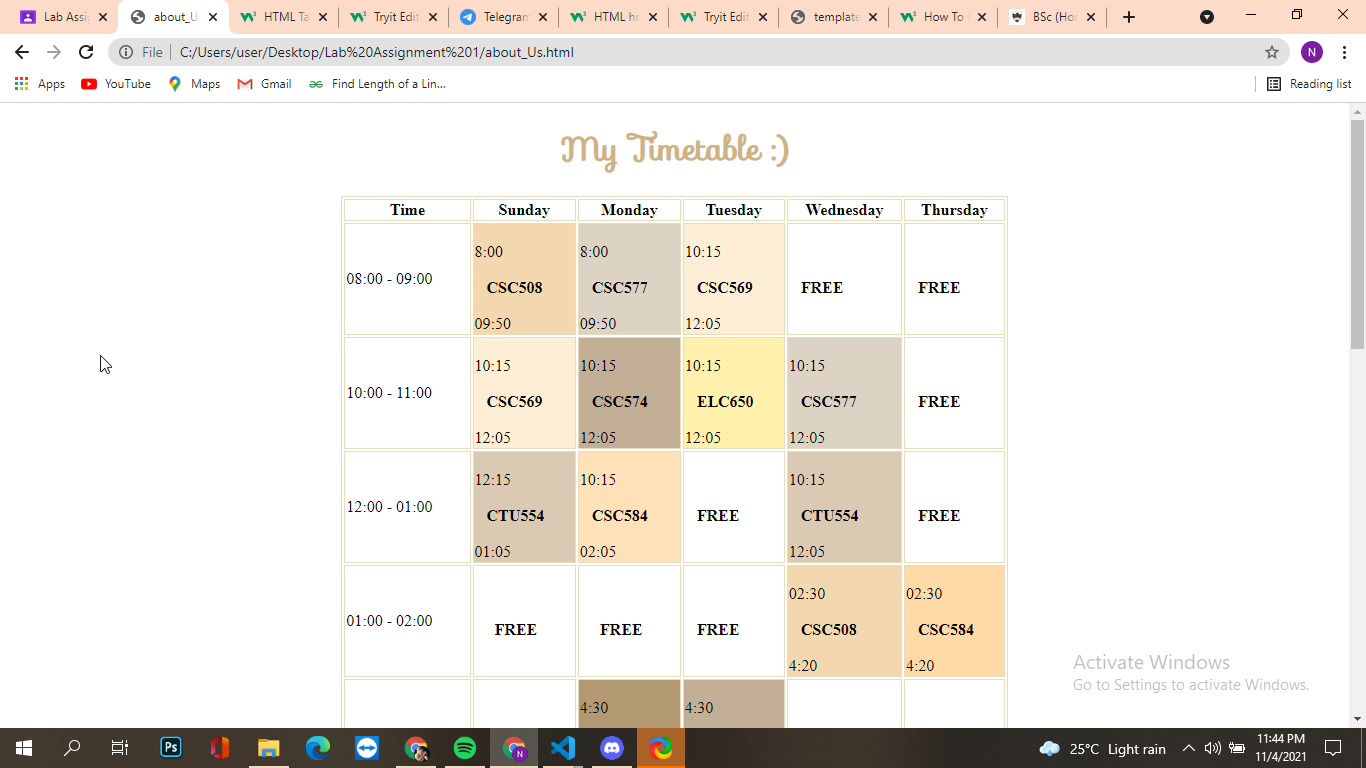 Lab Assig
about_U
HTML Ta
Tryit Edit
Telegram
HTML hr
Tryit Edit
template
How To
BSc (Hon
File
C:/Users/user/Desktop/Lab%20Assignment%201/about_Us.html
N
Apps
YouTube
Maps
Gmail
Find Length of a Lin...
Reading list
My Timetable :)
Time Sunday Monday Tuesday Wednesday Thursday
8:00 8:00 10:15
08:00 - 09:00
CSC508 CSC577 CSC569 FREE FREE
09:50 09:50 12:05
10:15 10:15 10:15 10:15
10:00 - 11:00
CSC569 CSC574 ELC650 CSC577 FREE
12:05 12:05 12:05 12:05
12:15 10:15 10:15
12:00 - 01:00
CTU554 CSC584 FREE CTU554 FREE
01:05 02:05 12:05
02:30 02:30
01:00 - 02:00
FREE FREE FREE CSC508 CSC584
4:20 4:20
4:30 4:30
Activate Windows
Go to Settings to activate Windows.
Ps
N
25°C Light rain
11:44 PM
11/4/2021